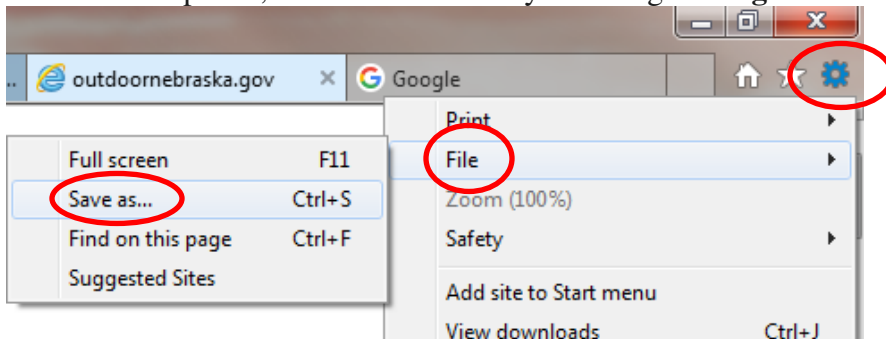 outdoornebraska.gov
Google
Print
File
Zoom (100%)
Safety
Add site to Start menu
View downloads Ctrl+J
Full screen F11
Save as... Ctrl+S
Find on this page Ctrl+F
Suggested Sites